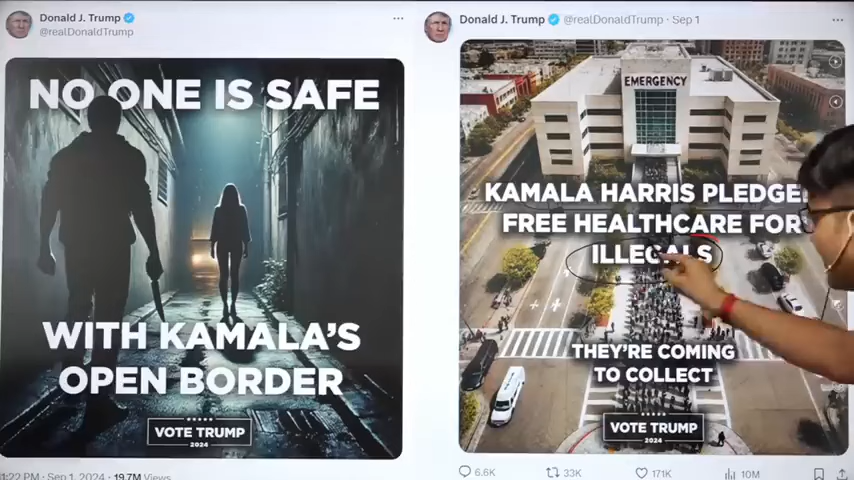 Donald J. Trump
@realDonaldTrump
NO ONE IS SAFE
WITH KAMALA'S
OPEN BORDER
VOTE TRUMP
2024
1:22 PM · Sep 1, 2024 · 19.7M Views
Donald J. Trump @realDonaldTrump · Sep 1
EMERGENCY
KAMALA HARRIS PLEDGE
FREE HEALTHCARE FOR
ILLEGALS
THEY'RE COMING
TO COLLECT
VOTE TRUMP
2024
6.6K 33K 171K 10M